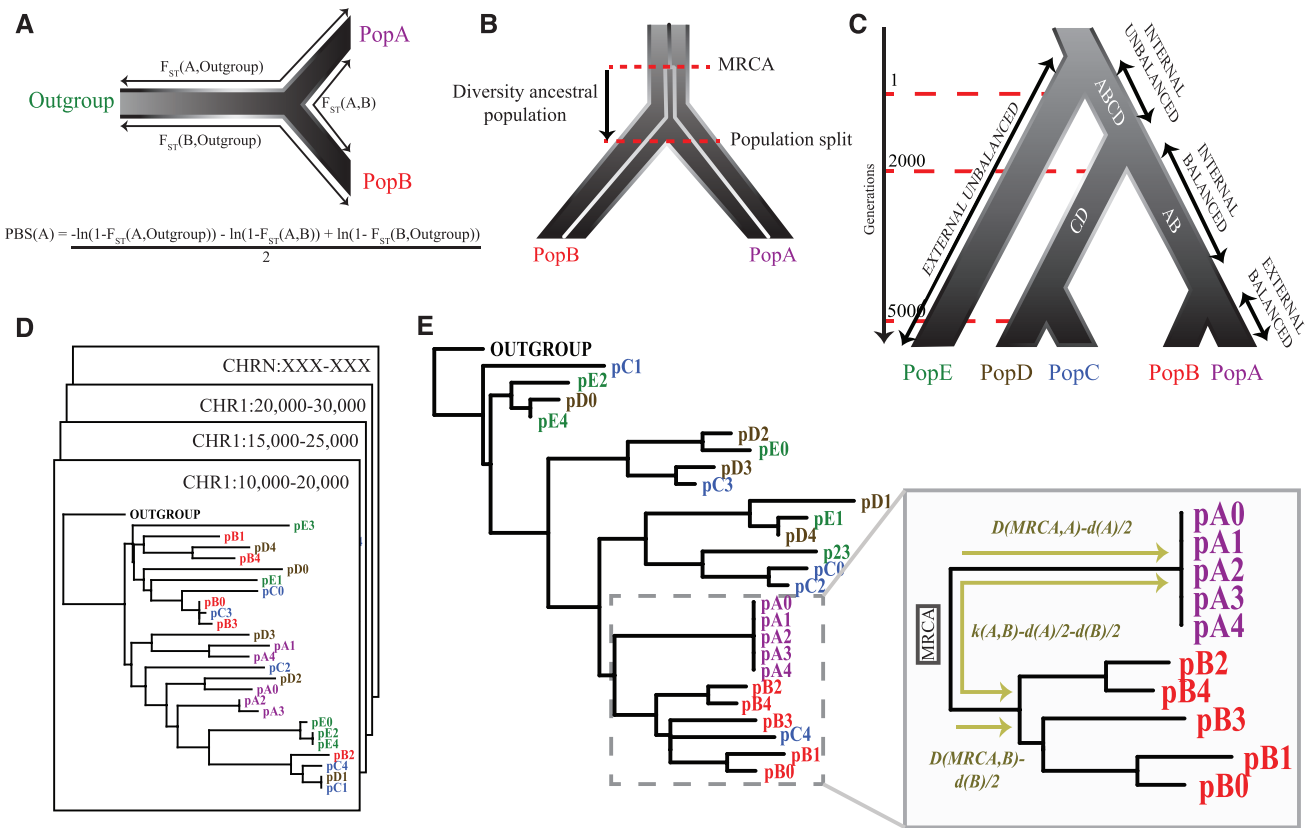 A
PopA
F_ST(A,Outgroup)
Outgroup
F_ST(A,B)
F_ST(B,Outgroup)
PopB
PBS(A) = -ln(1-F_ST(A,Outgroup)) - ln(1-F_ST(A,B)) + ln(1- F_ST(B,Outgroup))
2
B
MRCA
Diversity ancestral
population
Population split
PopB
PopA
C
Generations
1
2000
5000
EXTERNAL UNBALANCED
ABCD
CD
AB
INTERNAL
UNBALANCED
INTERNAL
BALANCED
EXTERNAL
BALANCED
PopE
PopD
PopC
PopB
PopA
D
CHRN:XXX-XXX
CHR1:20,000-30,000
CHR1:15,000-25,000
CHR1:10,000-20,000
OUTGROUP
pE3
pB1
pD4
pB4
pD0
pE1
pC0
pB0
pC3
pB3
pD3
pA1
pA4
pC2
pD2
pA0
pA2
pA3
pE0
pE2
pE4
pB2
pC4
pD1
pC1
E
OUTGROUP
pC1
pE2
pD0
pE4
pD2
pE0
pD3
pC3
pD1
pE1
pD4
p23
pC0
pC2
pA0
pA1
pA2
pA3
pA4
pB2
pB4
pB3
pC4
pB1
pB0
D(MRCA,A)-d(A)/2
k(A,B)-d(A)/2-d(B)/2
MRCA
D(MRCA,B)-
d(B)/2
pA0
pA1
pA2
pA3
pA4
pB2
pB4
pB3
pB1
pB0